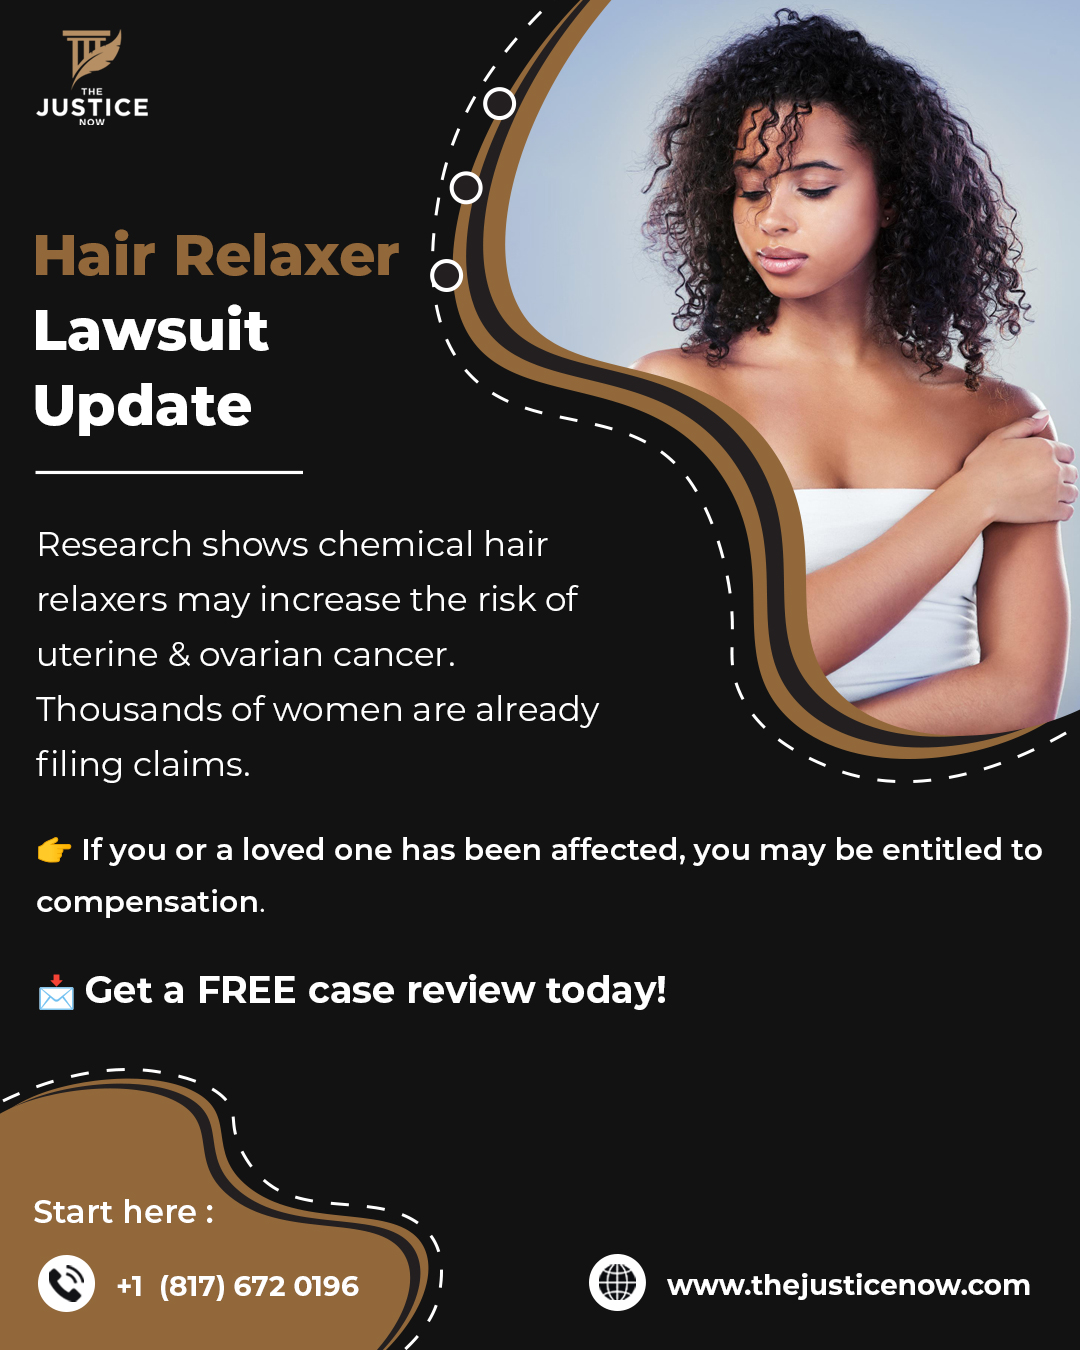 THE
JUSTICE
NOW
Hair Relaxer
Lawsuit
Update
Research shows chemical hair
relaxers may increase the risk of
uterine & ovarian cancer.
Thousands of women are already
filing claims.
👉 If you or a loved one has been affected, you may be entitled to
compensation.
📩 Get a FREE case review today!
Start here :
+1 (817) 672 0196
www.thejusticenow.com